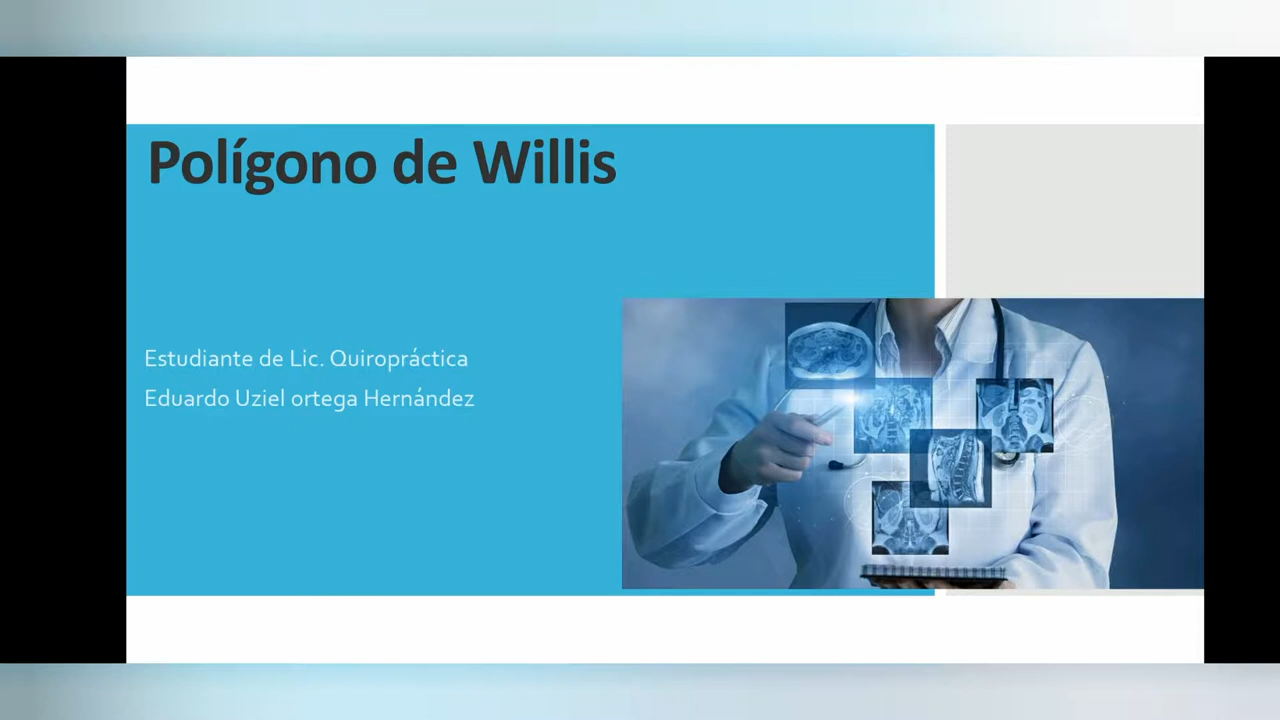 Polígono de Willis
Estudiante de Lic. Quiropráctica
Eduardo Uziel ortega Hernández